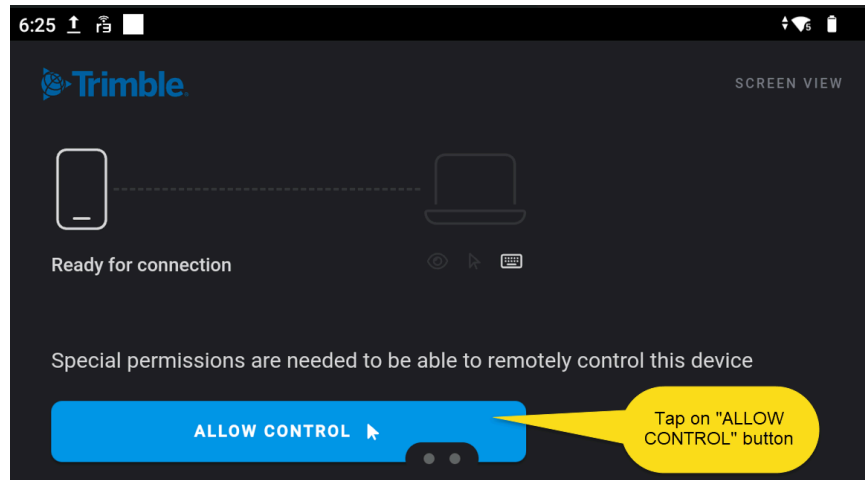 6:25
Trimble
SCREEN VIEW
Ready for connection
Special permissions are needed to be able to remotely control this device
ALLOW CONTROL
Tap on "ALLOW
CONTROL" button